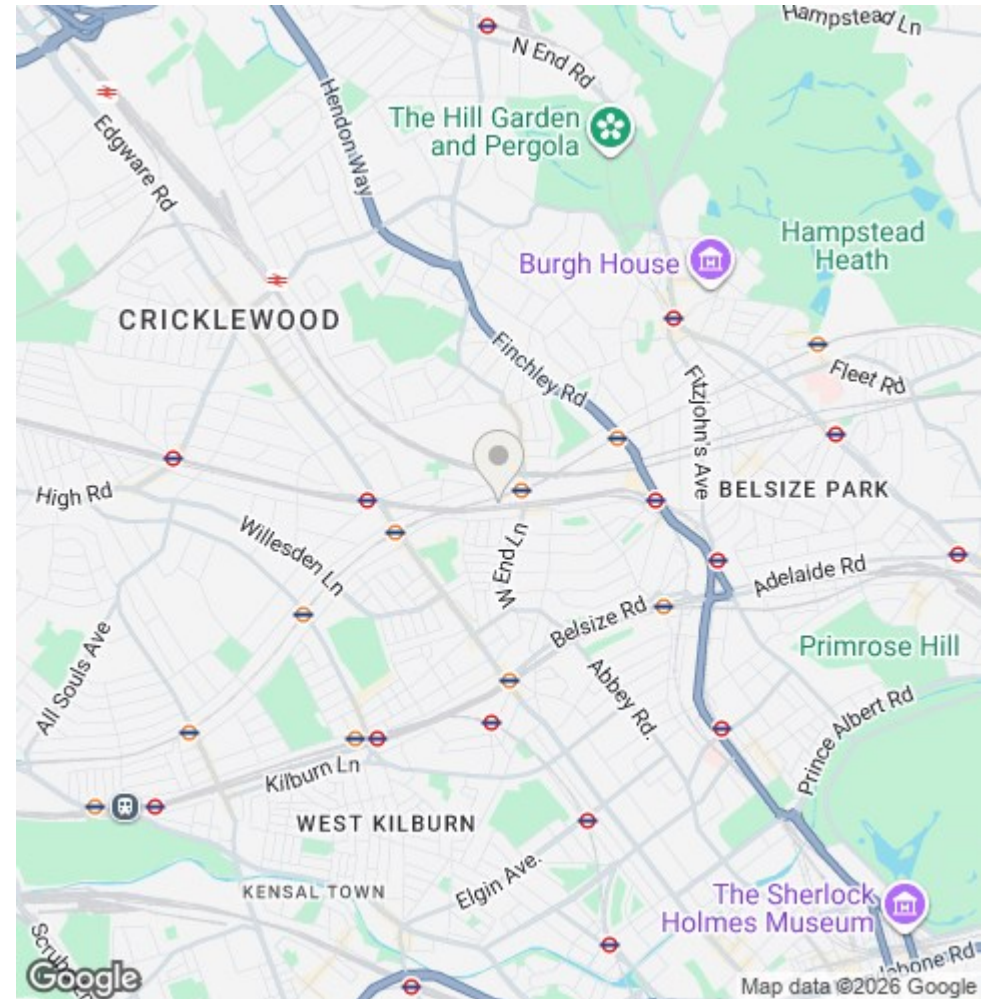 Hampstead Ln
N End Rd
The Hill Garden
and Pergola
Hendon Way
Edgware Rd
Hampstead
Heath
Burgh House
CRICKLEWOOD
Finchley Rd
Fitzjohn's Ave
Fleet Rd
High Rd
BELSIZE PARK
Willesden Ln
W End Ln
Adelaide Rd
Belsize Rd
Primrose Hill
All Souls Ave
Abbey Rd.
Prince Albert Rd
Kilburn Ln
WEST KILBURN
Elgin Ave.
KENSAL TOWN
The Sherlock
Holmes Museum
Google
Map data ©2026 Google